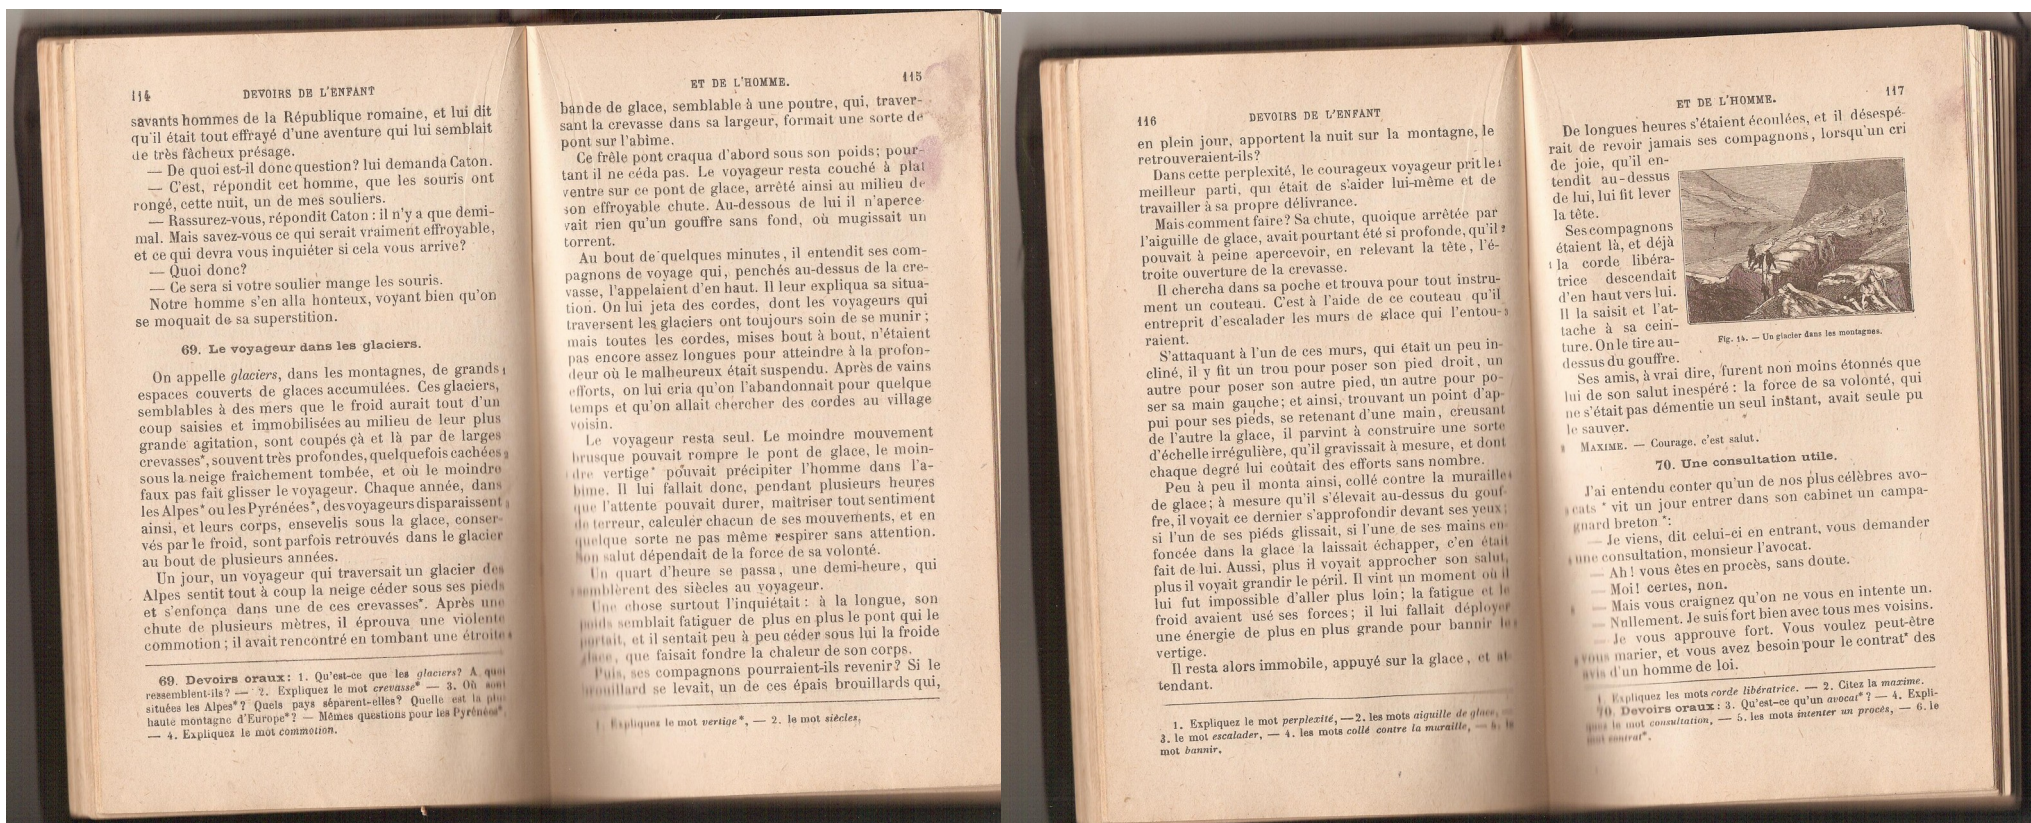 114 DEVOIRS DE L'ENFANT
savants hommes de la République romaine, et lui dit
qu'il était tout effrayé d'une aventure qui lui semblait
de très fâcheux présage.
— De quoi est-il donc question? lui demanda Caton.
— C'est, répondit cet homme, que les souris ont
rongé, cette nuit, un de mes souliers.
— Rassurez-vous, répondit Caton : il n'y a que demi-
mal. Mais savez-vous ce qui serait vraiment effroyable,
et ce qui devra vous inquiéter si cela vous arrive?
— Quoi donc?
— Ce sera si votre soulier mange les souris.
Notre homme s'en alla honteux, voyant bien qu'on
se moquait de sa superstition.
69. Le voyageur dans les glaciers.
On appelle glaciers, dans les montagnes, de grands
espaces couverts de glaces accumulées. Ces glaciers,
semblables à des mers que le froid aurait tout d'un
coup saisies et immobilisées au milieu de leur plus
grande agitation, sont coupés çà et là par de larges
crevasses*, souvent très profondes, quelquefois cachées
sous la neige fraîchement tombée, et où le moindre
faux pas fait glisser le voyageur. Chaque année, dans
les Alpes* ou les Pyrénées*, des voyageurs disparaissent
ainsi, et leurs corps, ensevelis sous la glace, conser-
vés par le froid, sont parfois retrouvés dans le glacier
au bout de plusieurs années.
Un jour, un voyageur qui traversait un glacier des
Alpes sentit tout à coup la neige céder sous ses pieds
et s'enfonça dans une de ces crevasses*. Après une
chute de plusieurs mètres, il éprouva une violente
commotion; il avait rencontré en tombant une étroite
69. Devoirs oraux: 1. Qu'est-ce que les glaciers? A quoi
ressemblent-ils? — 2. Expliquez le mot crevasse* — 3. Où sont
situées les Alpes*? Quels pays séparent-elles? Quelle est la plus
haute montagne d'Europe*? — Mêmes questions pour les Pyrénées*.
— 4. Expliquez le mot commotion.
ET DE L'HOMME. 115
bande de glace, semblable à une poutre, qui, traver-
sant la crevasse dans sa largeur, formait une sorte de
pont sur l'abîme.
Ce frêle pont craqua d'abord sous son poids; pour-
tant il ne céda pas. Le voyageur resta couché à plat
ventre sur ce pont de glace, arrêté ainsi au milieu de
son effroyable chute. Au-dessous de lui il n'aperce-
vait rien qu'un gouffre sans fond, où mugissait un
torrent.
Au bout de quelques minutes, il entendit ses com-
pagnons de voyage qui, penchés au-dessus de la cre-
vasse, l'appelaient d'en haut. Il leur expliqua sa situa-
tion. On lui jeta des cordes, dont les voyageurs qui
traversent les glaciers ont toujours soin de se munir;
mais toutes les cordes, mises bout à bout, n'étaient
pas encore assez longues pour atteindre à la profon-
deur où le malheureux était suspendu. Après de vains
efforts, on lui cria qu'on l'abandonnait pour quelque
temps et qu'on allait chercher des cordes au village
voisin.
Le voyageur resta seul. Le moindre mouvement
brusque pouvait rompre le pont de glace, le moin-
dre vertige* pouvait précipiter l'homme dans l'a-
bîme. Il lui fallait donc, pendant plusieurs heures
que l'attente pouvait durer, maîtriser tout sentiment
de terreur, calculer chacun de ses mouvements, et en
quelque sorte ne pas même respirer sans attention.
Son salut dépendait de la force de sa volonté.
Un quart d'heure se passa, une demi-heure, qui
semblèrent des siècles au voyageur.
Une chose surtout l'inquiétait : à la longue, son
poids semblait fatiguer de plus en plus le pont qui le
portait, et il sentait peu à peu céder sous lui la froide
glace, que faisait fondre la chaleur de son corps.
Puis, ses compagnons pourraient-ils revenir? Si le
brouillard se levait, un de ces épais brouillards qui,
1. Expliquez le mot vertige*, — 2. le mot siècles.
116 DEVOIRS DE L'ENFANT
en plein jour, apportent la nuit sur la montagne, le
retrouveraient-ils?
Dans cette perplexité, le courageux voyageur prit le
meilleur parti, qui était de s'aider lui-même et de
travailler à sa propre délivrance.
Mais comment faire? Sa chute, quoique arrêtée par
l'aiguille de glace, avait pourtant été si profonde, qu'il
pouvait à peine apercevoir, en relevant la tête, l'é-
troite ouverture de la crevasse.
Il chercha dans sa poche et trouva pour tout instru-
ment un couteau. C'est à l'aide de ce couteau qu'il
entreprit d'escalader les murs de glace qui l'entou-
raient.
S'attaquant à l'un de ces murs, qui était un peu in-
cliné, il y fit un trou pour poser son pied droit, un
autre pour poser son autre pied, un autre pour po-
ser sa main gauche; et ainsi, trouvant un point d'ap-
pui pour ses pieds, se retenant d'une main, creusant
de l'autre la glace, il parvint à construire une sorte
d'échelle irrégulière, qu'il gravissait à mesure, et dont
chaque degré lui coûtait des efforts sans nombre.
Peu à peu il monta ainsi, collé contre la muraille
de glace; à mesure qu'il s'élevait au-dessus du gouf-
fre, il voyait ce dernier s'approfondir devant ses yeux;
si l'un de ses pieds glissait, si l'une de ses mains en-
foncée dans la glace la laissait échapper, c'en était
fait de lui. Aussi, plus il voyait approcher son salut,
plus il voyait grandir le péril. Il vint un moment où il
lui fut impossible d'aller plus loin; la fatigue et le
froid avaient usé ses forces; il lui fallait déployer
une énergie de plus en plus grande pour bannir le
vertige.
Il resta alors immobile, appuyé sur la glace, et at-
tendant.
1. Expliquez le mot perplexité, — 2. les mots aiguille de glace, —
3. le mot escalader, — 4. les mots collé contre la muraille, — 5. le
mot bannir.
ET DE L'HOMME. 117
De longues heures s'étaient écoulées, et il désespé-
rait de revoir jamais ses compagnons, lorsqu'un cri
de joie, qu'il en-
tendit au-dessus
de lui, lui fit lever
la tête.
Ses compagnons
étaient là, et déjà
la corde libéra-
trice descendait
d'en haut vers lui.
Il la saisit et l'at-
tache à sa cein-
ture. On le tire au-
dessus du gouffre.
Fig. 14. — Un glacier dans les montagnes.
Ses amis, à vrai dire, furent non moins étonnés que
lui de son salut inespéré : la force de sa volonté, qui
ne s'était pas démentie un seul instant, avait seule pu
le sauver.
MAXIME. — Courage, c'est salut.
70. Une consultation utile.
J'ai entendu conter qu'un de nos plus célèbres avo-
cats * vit un jour entrer dans son cabinet un campa-
gnard breton *:
— Je viens, dit celui-ci en entrant, vous demander
une consultation, monsieur l'avocat.
— Ah! vous êtes en procès, sans doute.
— Moi! certes, non.
— Mais vous craignez qu'on ne vous en intente un.
— Nullement. Je suis fort bien avec tous mes voisins.
— Je vous approuve fort. Vous voulez peut-être
vous marier, et vous avez besoin pour le contrat* des
avis d'un homme de loi.
1. Expliquez les mots corde libératrice. — 2. Citez la maxime.
70. Devoirs oraux: 3. Qu'est-ce qu'un avocat*? — 4. Expli-
quez le mot consultation, — 5. les mots intenter un procès, — 6. le
mot contrat*.